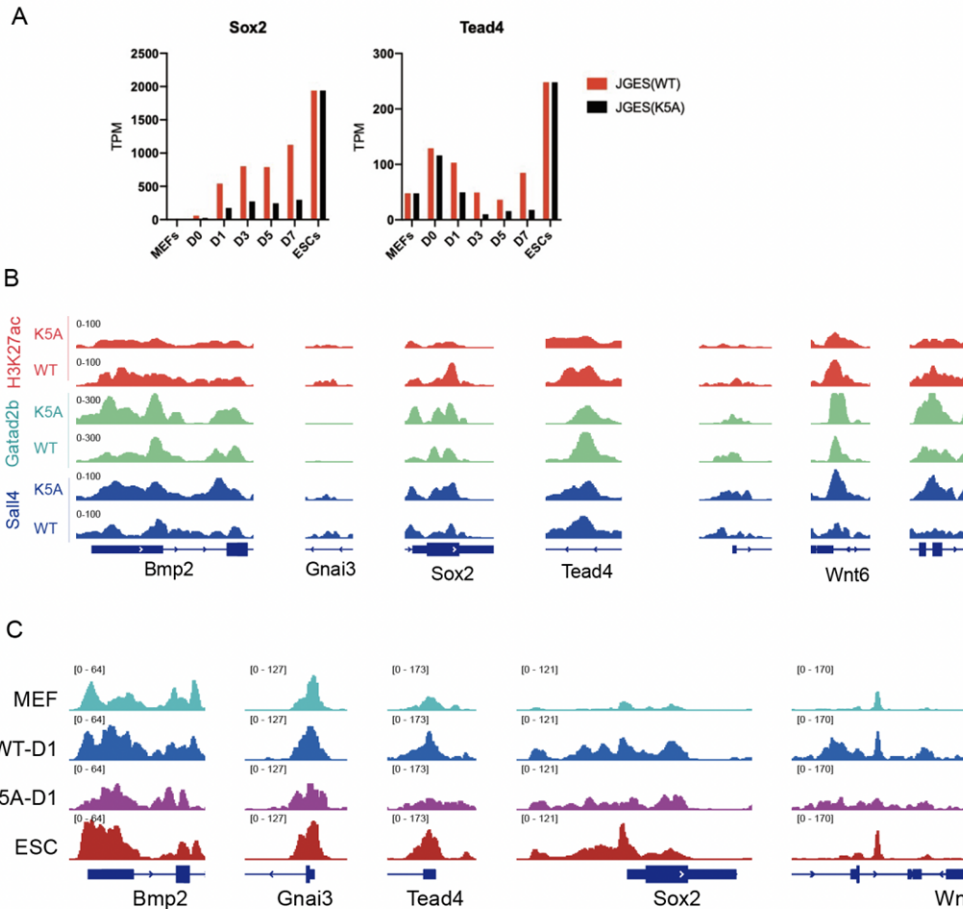 A
Sox2
Tead4
2500
2000
1500
1000
500
0
TPM
MEFs
D0
D1
D3
D5
D7
ESCs
300
200
100
0
TPM
MEFs
D0
D1
D3
D5
D7
ESCs
JGES(WT)
JGES(K5A)
B
H3K27ac
K5A
0-100
WT
0-100
Gatad2b
K5A
0-300
WT
0-300
Sall4
K5A
0-100
WT
0-100
Bmp2
Gnai3
Sox2
Tead4
Wnt6
C
[0 - 64]
[0 - 127]
[0 - 173]
[0 - 121]
[0 - 170]
MEF
[0 - 64]
[0 - 127]
[0 - 173]
[0 - 121]
[0 - 170]
WT-D1
[0 - 64]
[0 - 127]
[0 - 173]
[0 - 121]
[0 - 170]
5A-D1
[0 - 64]
[0 - 127]
[0 - 173]
[0 - 121]
[0 - 170]
ESC
Bmp2
Gnai3
Tead4
Sox2
Wn